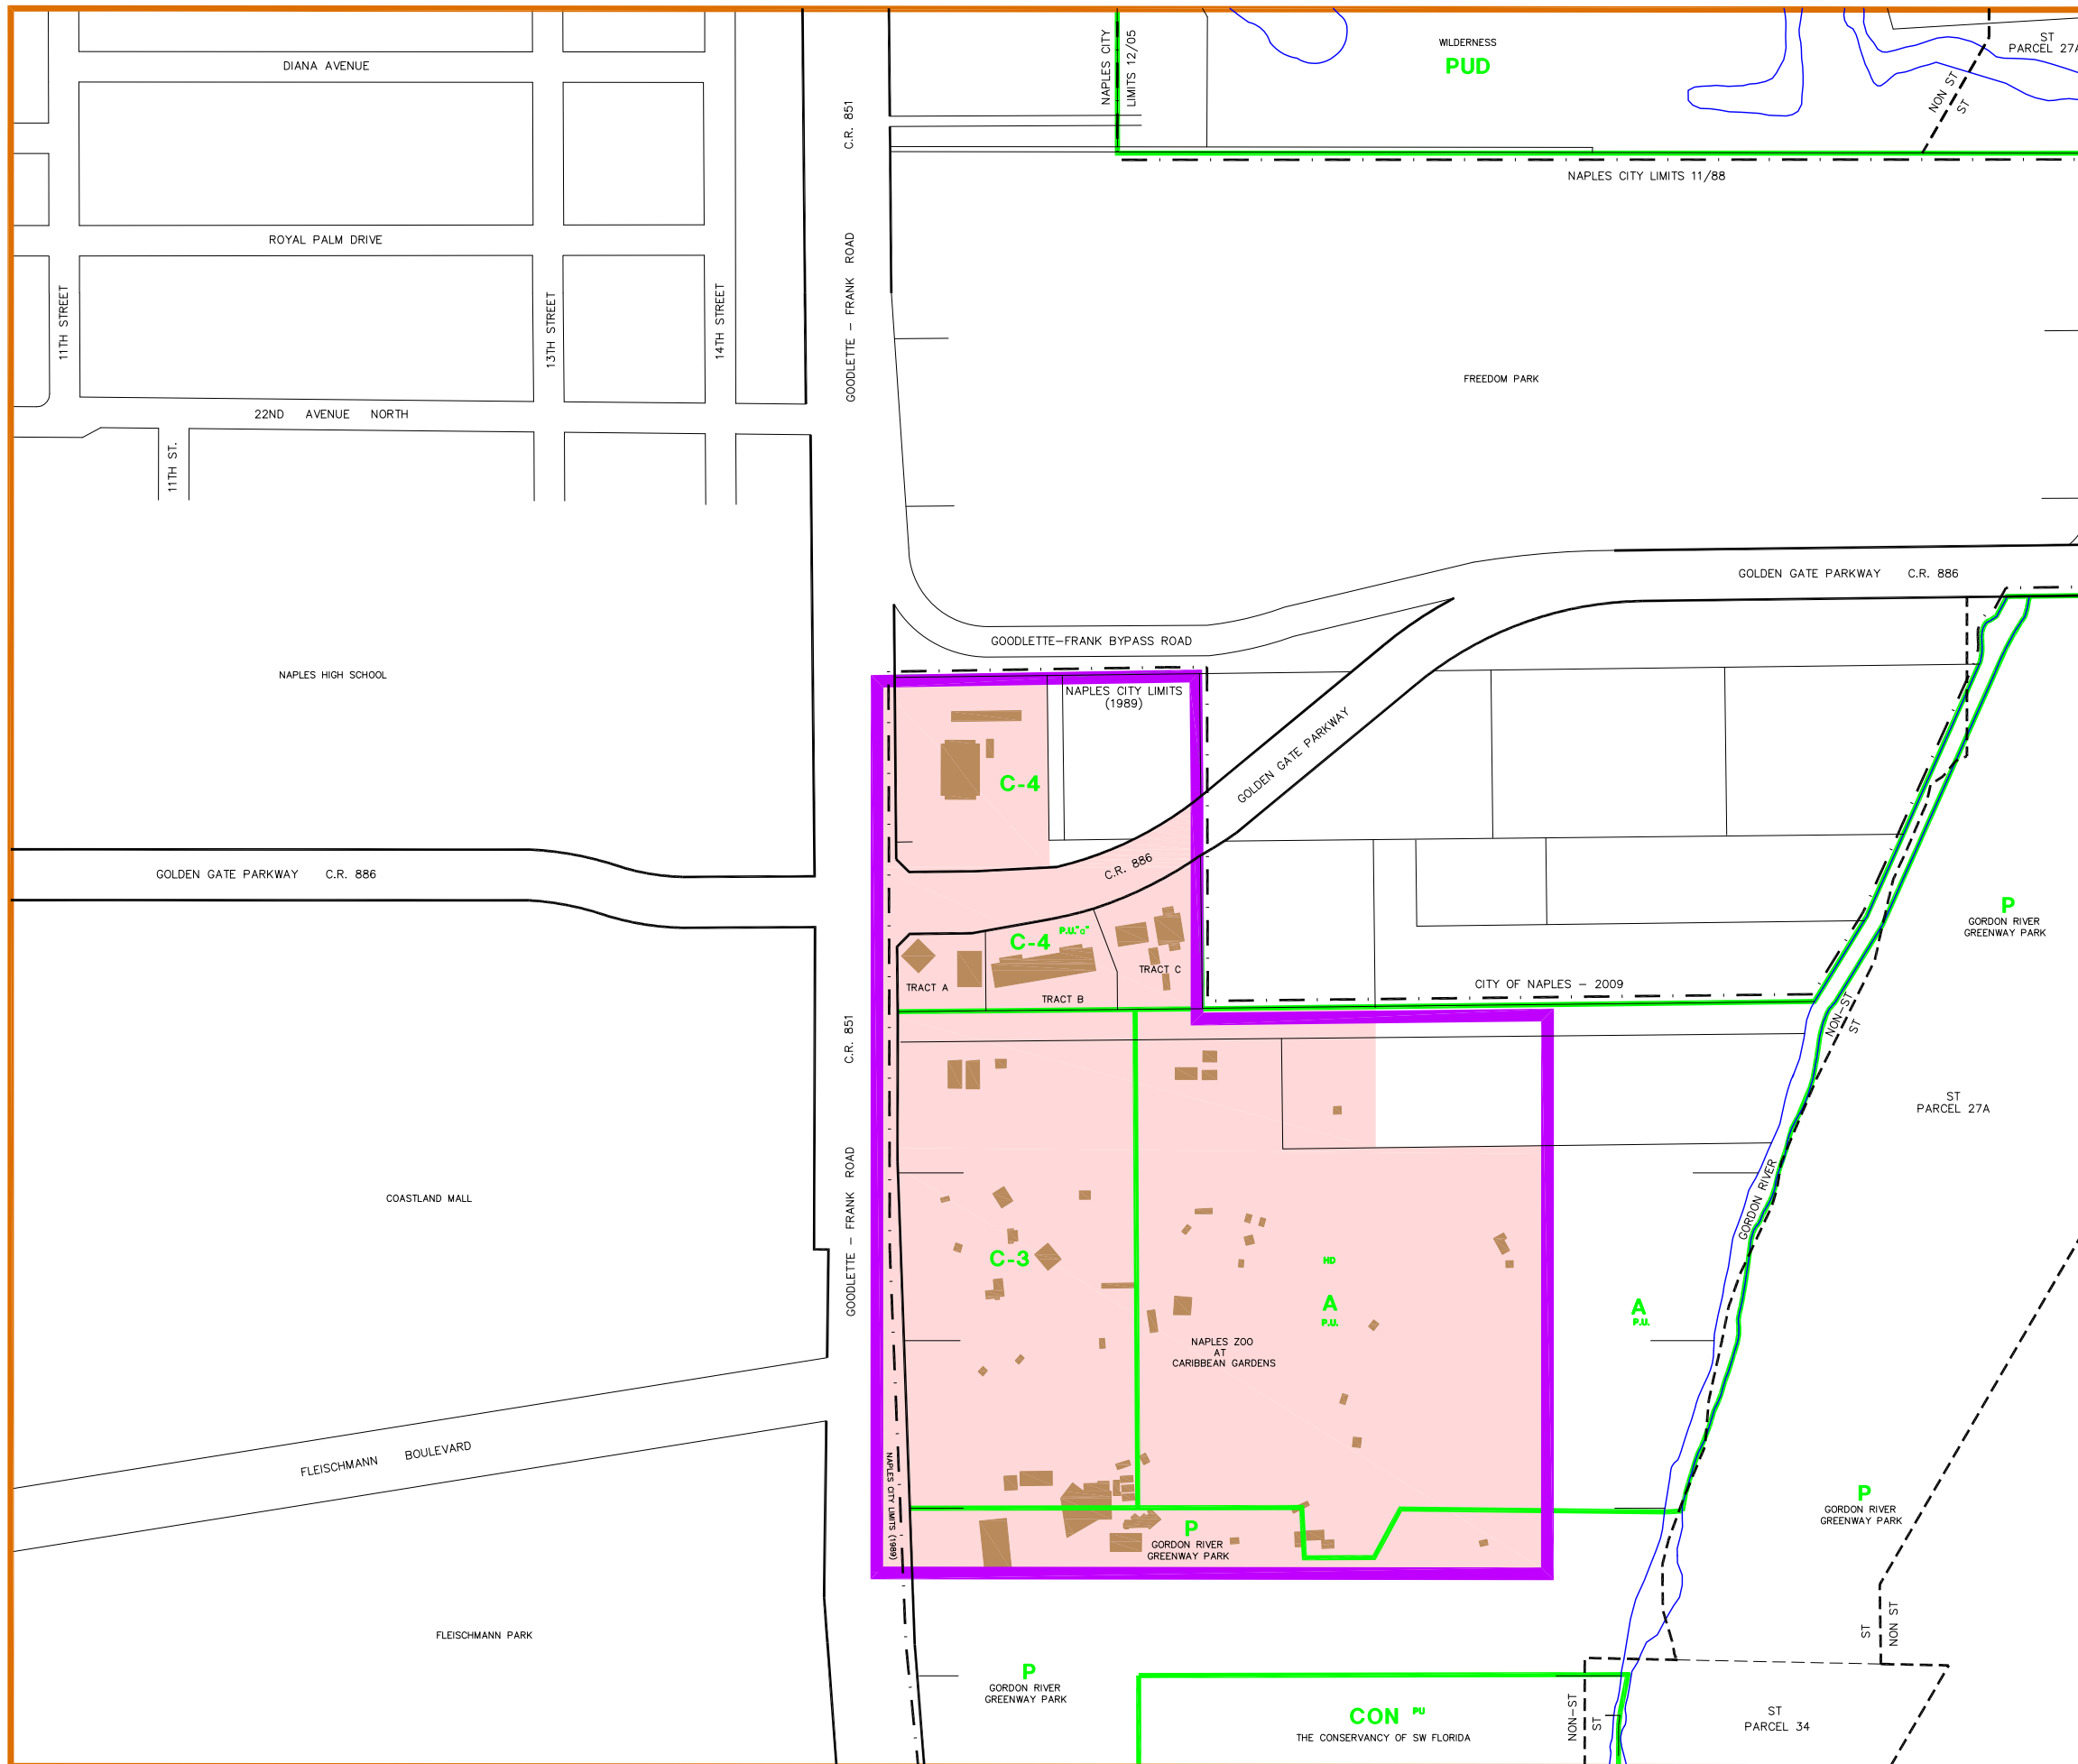 DIANA AVENUE
C.R. 851
NAPLES CITY
LIMITS 12/05
WILDERNESS
PUD
NON ST
ST
ST
PARCEL 27A
NAPLES CITY LIMITS 11/88
ROYAL PALM DRIVE
11TH STREET
13TH STREET
14TH STREET
GOODLETTE - FRANK ROAD
FREEDOM PARK
22ND AVENUE NORTH
11TH ST.
GOLDEN GATE PARKWAY C.R. 886
GOODLETTE-FRANK BYPASS ROAD
NAPLES HIGH SCHOOL
NAPLES CITY LIMITS
(1989)
GOLDEN GATE PARKWAY
C-4
GOLDEN GATE PARKWAY C.R. 886
C.R. 886
P
GORDON RIVER
GREENWAY PARK
C-4 P.U."o"
TRACT A
TRACT B
TRACT C
CITY OF NAPLES - 2009
NON-ST
ST
C.R. 851
ST
PARCEL 27A
COASTLAND MALL
GOODLETTE - FRANK ROAD
GORDON RIVER
C-3
HD
A
P.U.
A
P.U.
NAPLES ZOO
AT
CARIBBEAN GARDENS
FLEISCHMANN BOULEVARD
NAPLES CITY LIMITS (1989)
P
GORDON RIVER
GREENWAY PARK
P
GORDON RIVER
GREENWAY PARK
FLEISCHMANN PARK
ST
NON ST
P
GORDON RIVER
GREENWAY PARK
CON PU
THE CONSERVANCY OF SW FLORIDA
NON-ST
ST
ST
PARCEL 34